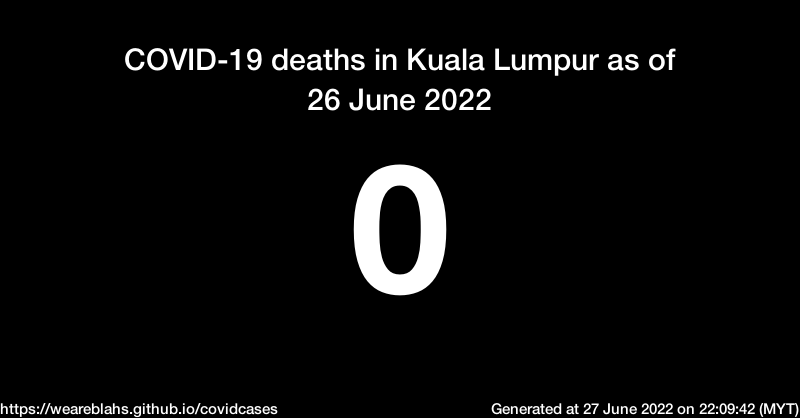 COVID-19 deaths in Kuala Lumpur as of
26 June 2022
0
https://weareblahs.github.io/covidcases
Generated at 27 June 2022 on 22:09:42 (MYT)